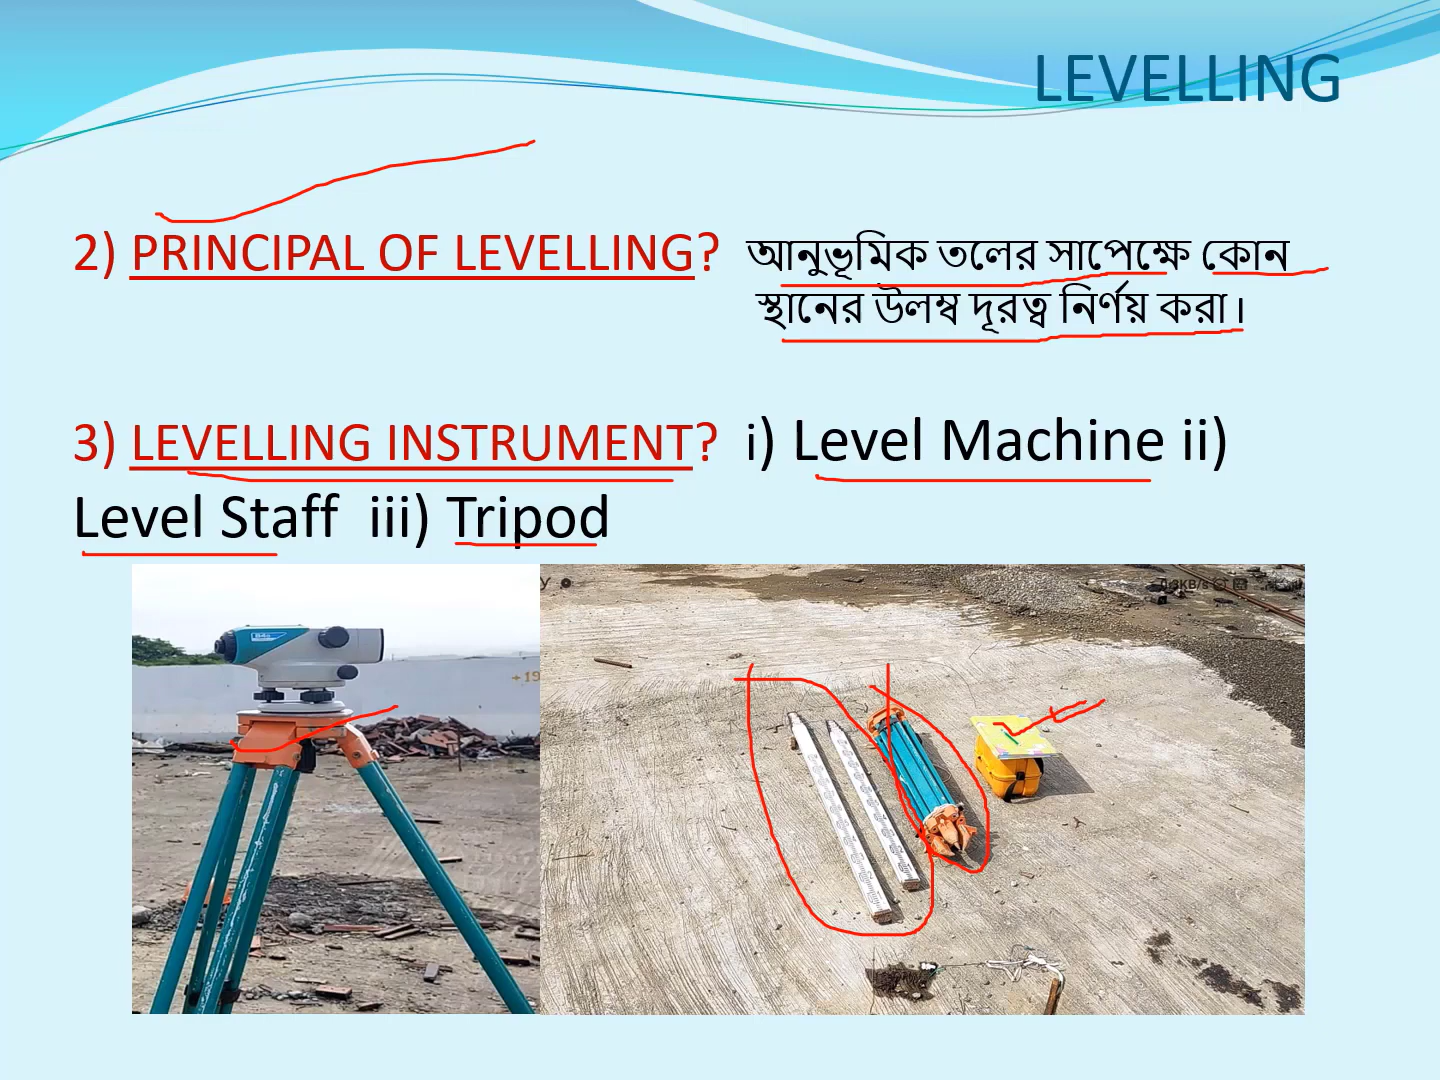 LEVELLING
2) PRINCIPAL OF LEVELLING? আনুভূমিক তলের সাপেক্ষে কোন
স্থানের উলম্ব দূরত্ব নির্ণয় করা।
3) LEVELLING INSTRUMENT? i) Level Machine ii)
Level Staff iii) Tripod